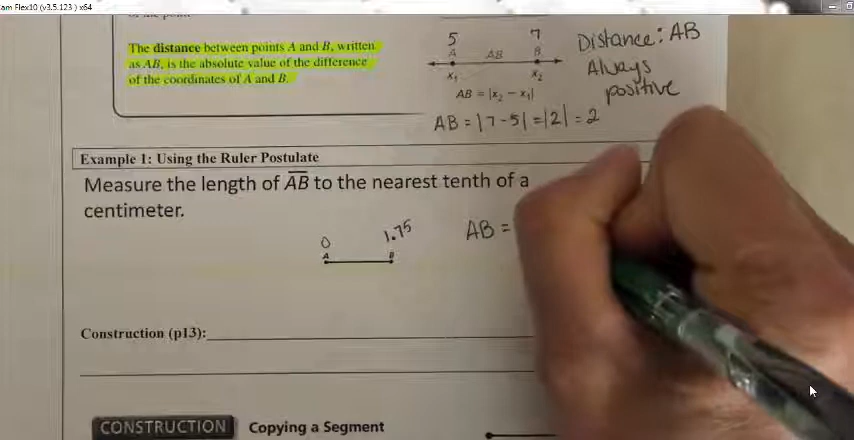 am Flex10 (v3.5.123 ) x64
The distance between points A and B, written
as AB, is the absolute value of the difference
of the coordinates of A and B.
5 7
A AB B
x₁ x₂
AB = |x₂ − x₁|
AB = |7-5| = |2| = 2
Distance: AB
Always
positive
Example 1: Using the Ruler Postulate
Measure the length of A̅B̅ to the nearest tenth of a
centimeter.
0 1.75
A B
AB =
Construction (p13):
CONSTRUCTION Copying a Segment